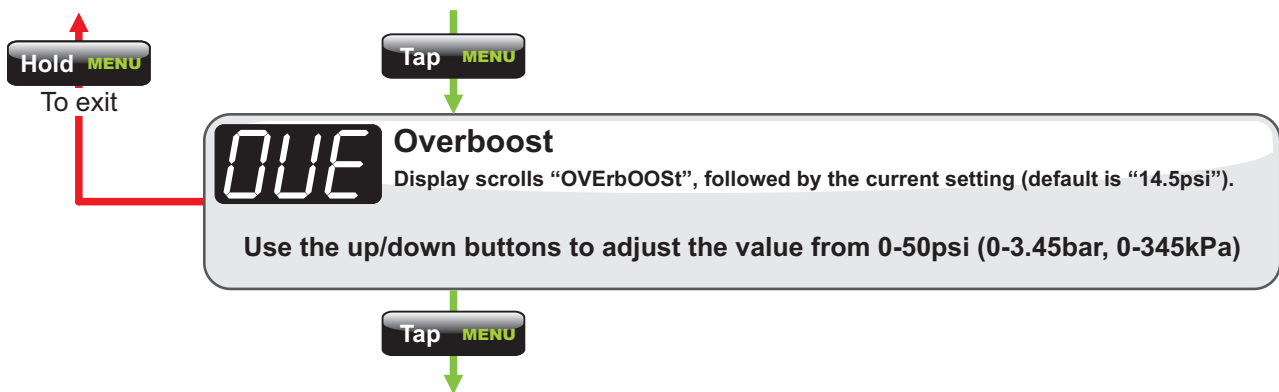 Hold MENU
To exit
Tap MENU
OVE
Overboost
Display scrolls “OVErbOOSt”, followed by the current setting (default is “14.5psi”).
Use the up/down buttons to adjust the value from 0-50psi (0-3.45bar, 0-345kPa)
Tap MENU